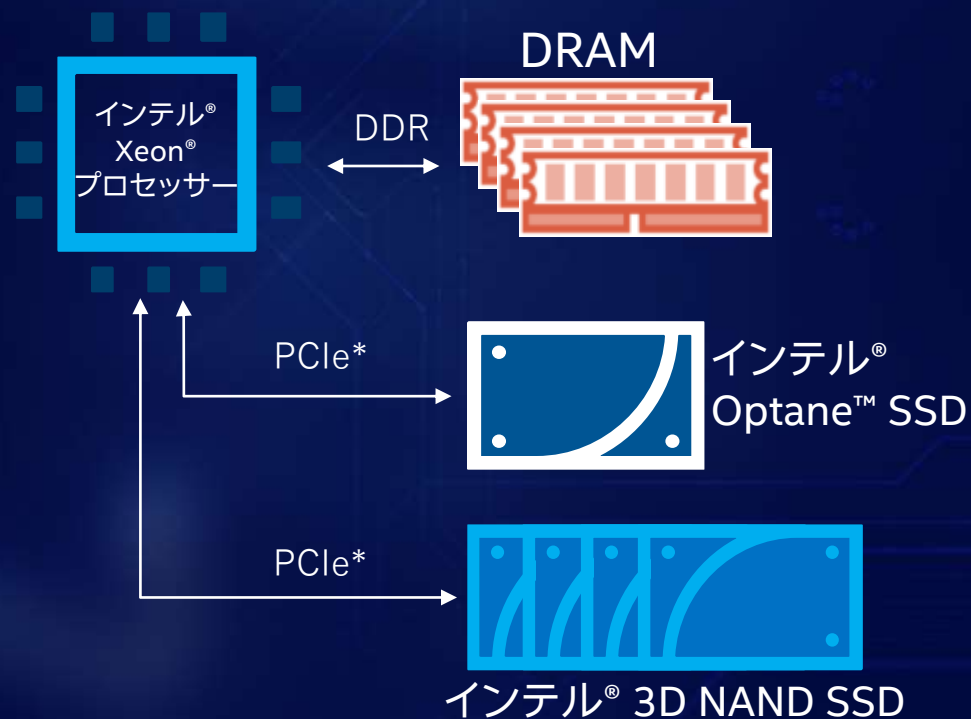 DRAM
インテル®
Xeon®
プロセッサー
DDR
PCIe*
インテル®
Optane™ SSD
PCIe*
インテル® 3D NAND SSD